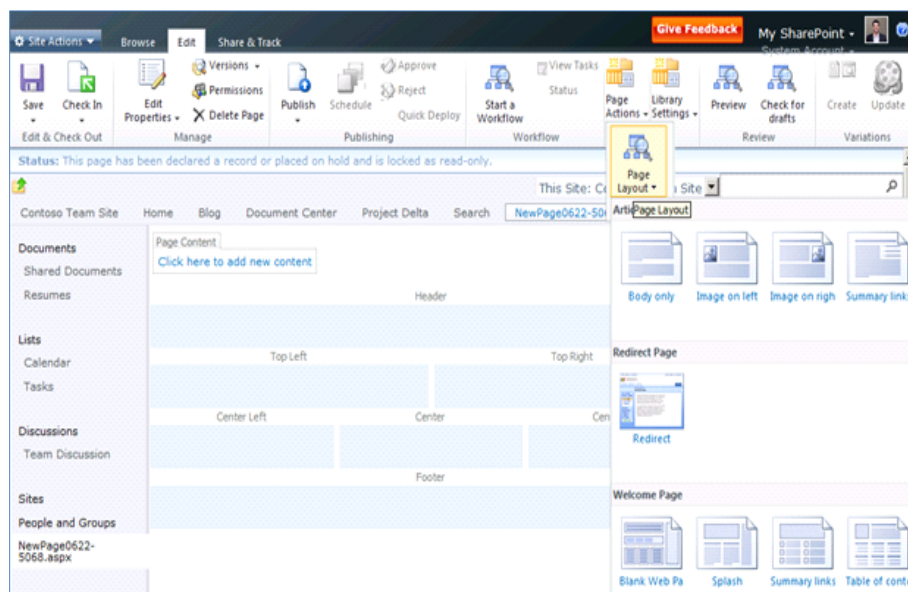 Give Feedback
My SharePoint
System Account
Site Actions
Browse
Edit
Share & Track
Save
Check In
Edit
Properties
Versions
Permissions
Delete Page
Publish
Schedule
Approve
Reject
Quick Deploy
Start a
Workflow
View Tasks
Status
Page
Actions
Library
Settings
Preview
Check for
drafts
Create
Update
Edit & Check Out
Manage
Publishing
Workflow
Review
Variations
Status: This page has been declared a record or placed on hold and is locked as read-only.
Page
Layout
This Site: C
Site
Contoso Team Site
Home
Blog
Document Center
Project Delta
Search
NewPage0622-50
Arti
Page Layout
Documents
Shared Documents
Resumes
Lists
Calendar
Tasks
Discussions
Team Discussion
Sites
People and Groups
NewPage0622-
5068.aspx
Page Content
Click here to add new content
Header
Top Left
Top Right
Center Left
Center
Cen
Footer
Body only
Image on left
Image on righ
Summary link
Redirect Page
Redirect
Welcome Page
Blank Web Pa
Splash
Summary links
Table of cont